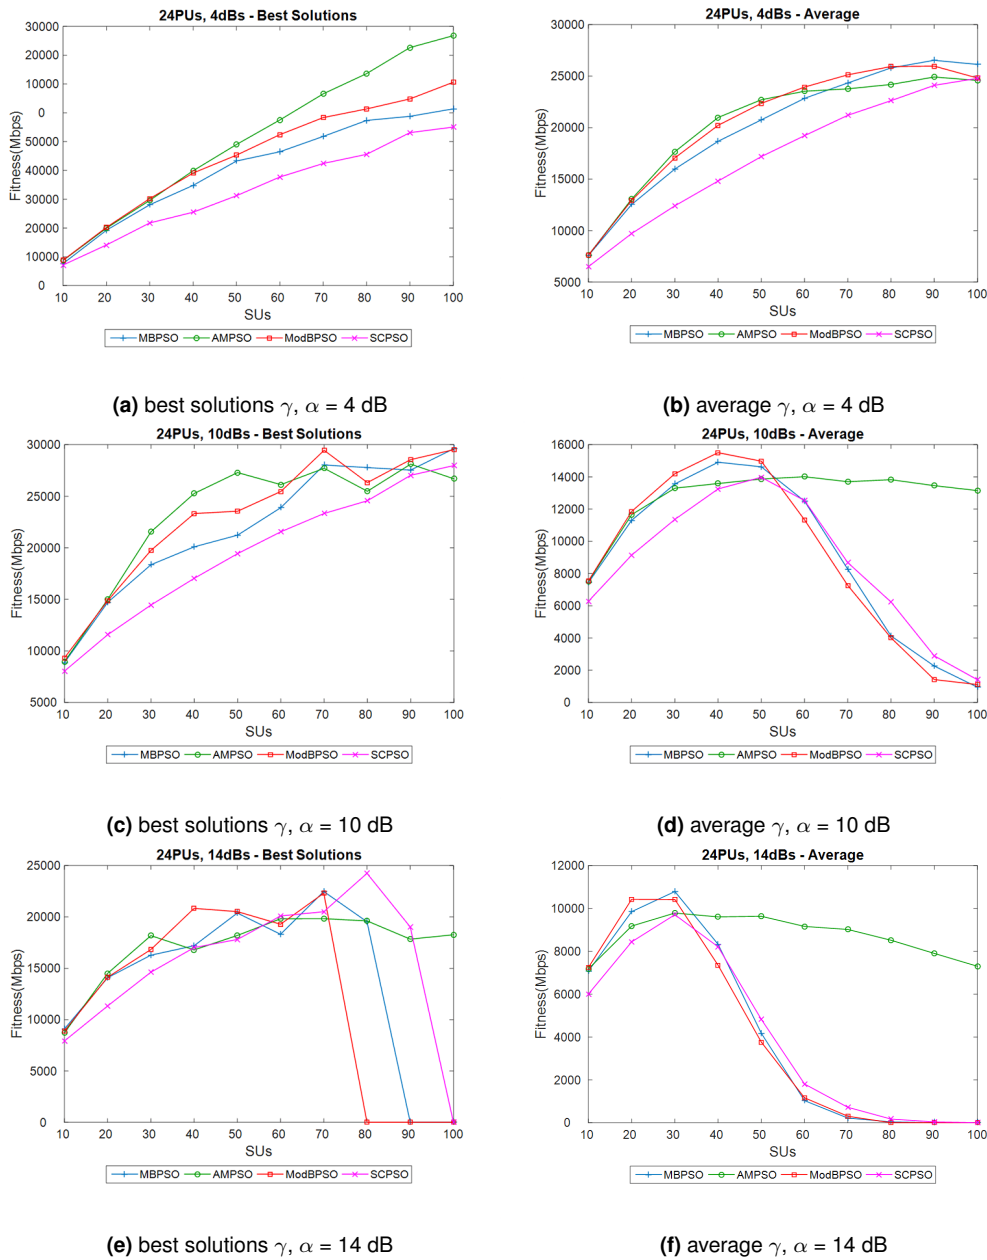 24PUs, 4dBs - Best Solutions
Fitness(Mbps)
30000
20000
10000
0
50000
40000
30000
20000
10000
0
10 20 30 40 50 60 70 80 90 100
SUs
MBPSO AMPSO ModBPSO SCPSO
(a) best solutions γ, α = 4 dB
24PUs, 4dBs - Average
Fitness(Mbps)
30000
25000
20000
15000
10000
5000
10 20 30 40 50 60 70 80 90 100
SUs
MBPSO AMPSO ModBPSO SCPSO
(b) average γ, α = 4 dB
24PUs, 10dBs - Best Solutions
Fitness(Mbps)
30000
25000
20000
15000
10000
5000
10 20 30 40 50 60 70 80 90 100
SUs
MBPSO AMPSO ModBPSO SCPSO
(c) best solutions γ, α = 10 dB
24PUs, 10dBs - Average
Fitness(Mbps)
16000
14000
12000
10000
8000
6000
4000
2000
0
10 20 30 40 50 60 70 80 90 100
SUs
MBPSO AMPSO ModBPSO SCPSO
(d) average γ, α = 10 dB
24PUs, 14dBs - Best Solutions
Fitness(Mbps)
25000
20000
15000
10000
5000
0
10 20 30 40 50 60 70 80 90 100
SUs
MBPSO AMPSO ModBPSO SCPSO
(e) best solutions γ, α = 14 dB
24PUs, 14dBs - Average
Fitness(Mbps)
12000
10000
8000
6000
4000
2000
0
10 20 30 40 50 60 70 80 90 100
SUs
MBPSO AMPSO ModBPSO SCPSO
(f) average γ, α = 14 dB